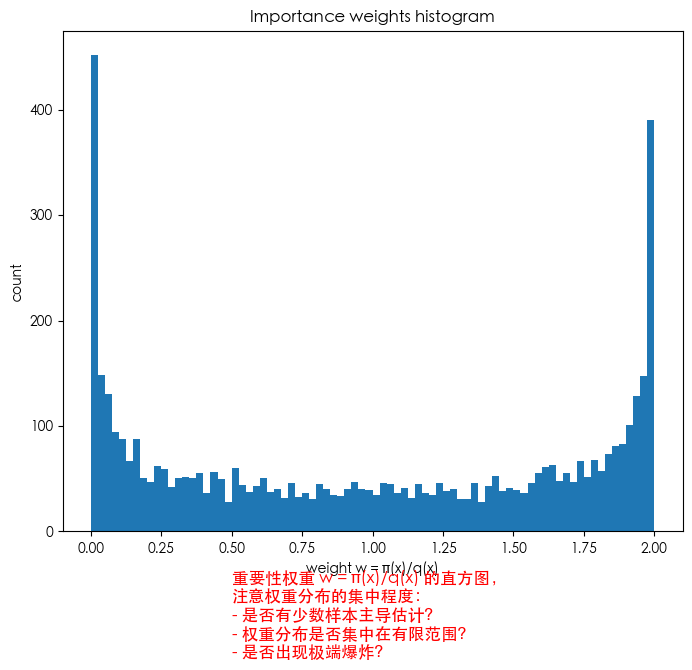 Importance weights histogram
400
300
200
100
0
count
0.00 0.25 0.50 0.75 1.00 1.25 1.50 1.75 2.00
weight w = π(x)/q(x)
重要性权重 w = π(x)/q(x) 的直方图，
注意权重分布的集中程度：
- 是否有少数样本主导估计？
- 权重分布是否集中在有限范围？
- 是否出现极端爆炸？